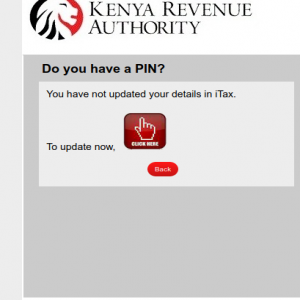 KENYA REVENUE
AUTHORITY
Do you have a PIN?
You have not updated your details in iTax.
To update now,
CLICK HERE
Back